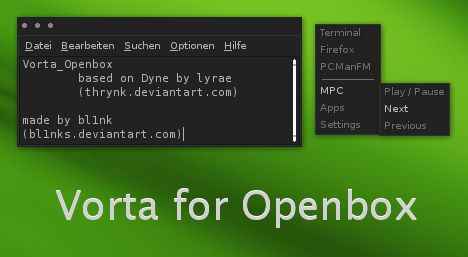 Datei Bearbeiten Suchen Optionen Hilfe
Vorta_Openbox
based on Dyne by lyrae
(thrynk.deviantart.com)
made by bl1nk
(bl1nks.deviantart.com)
Terminal
Firefox
PCManFM
MPC
Apps
Settings
Play / Pause
Next
Previous
Vorta for Openbox